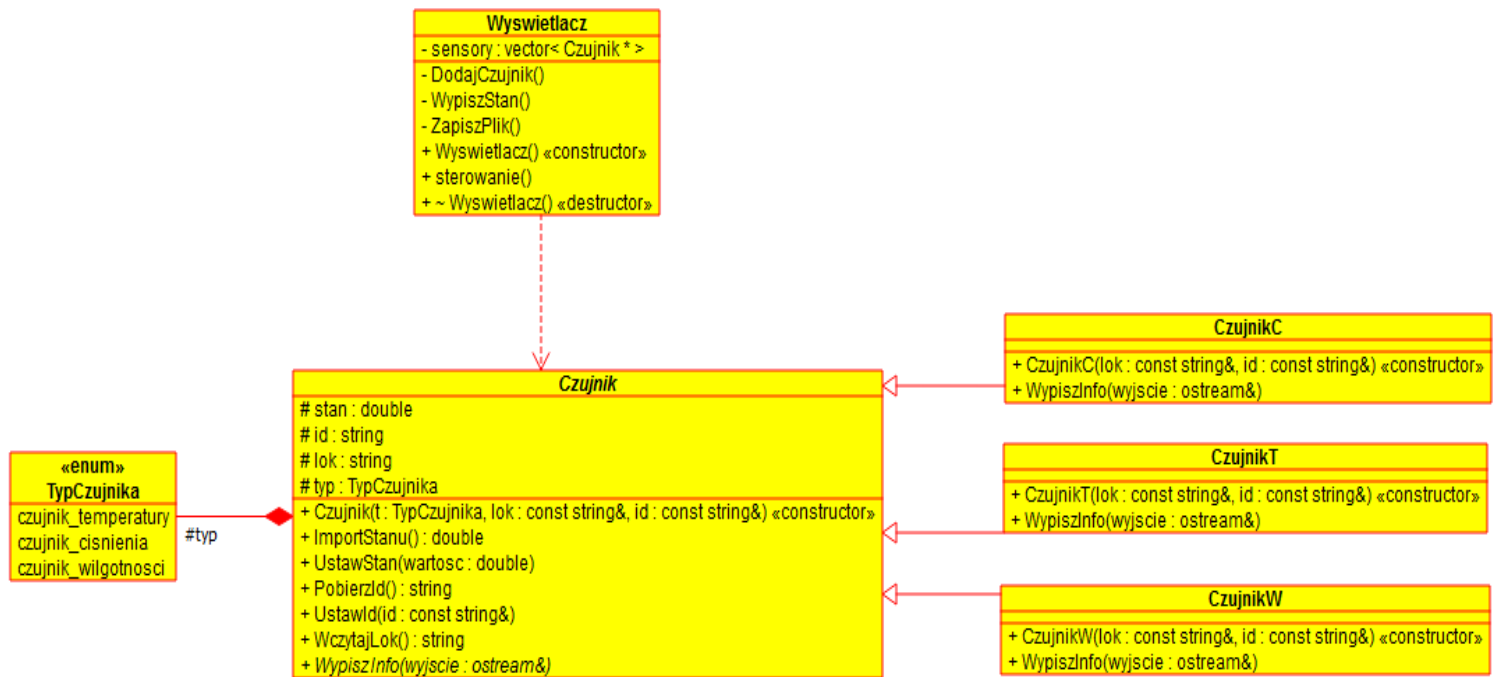 Wyswietlacz
- sensory : vector< Czujnik * >
- DodajCzujnik()
- WypiszStan()
- ZapiszPlik()
+ Wyswietlacz() «constructor»
+ sterowanie()
+ ~ Wyswietlacz() «destructor»
«enum»
TypCzujnika
czujnik_temperatury
czujnik_cisnienia
czujnik_wilgotnosci
#typ
Czujnik
# stan : double
# id : string
# lok : string
# typ : TypCzujnika
+ Czujnik(t : TypCzujnika, lok : const string&, id : const string&) «constructor»
+ ImportStanu() : double
+ UstawStan(wartosc : double)
+ PobierzId() : string
+ UstawId(id : const string&)
+ WczytajLok() : string
+ WypiszInfo(wyjscie : ostream&)
CzujnikC
+ CzujnikC(lok : const string&, id : const string&) «constructor»
+ WypiszInfo(wyjscie : ostream&)
CzujnikT
+ CzujnikT(lok : const string&, id : const string&) «constructor»
+ WypiszInfo(wyjscie : ostream&)
CzujnikW
+ CzujnikW(lok : const string&, id : const string&) «constructor»
+ WypiszInfo(wyjscie : ostream&)